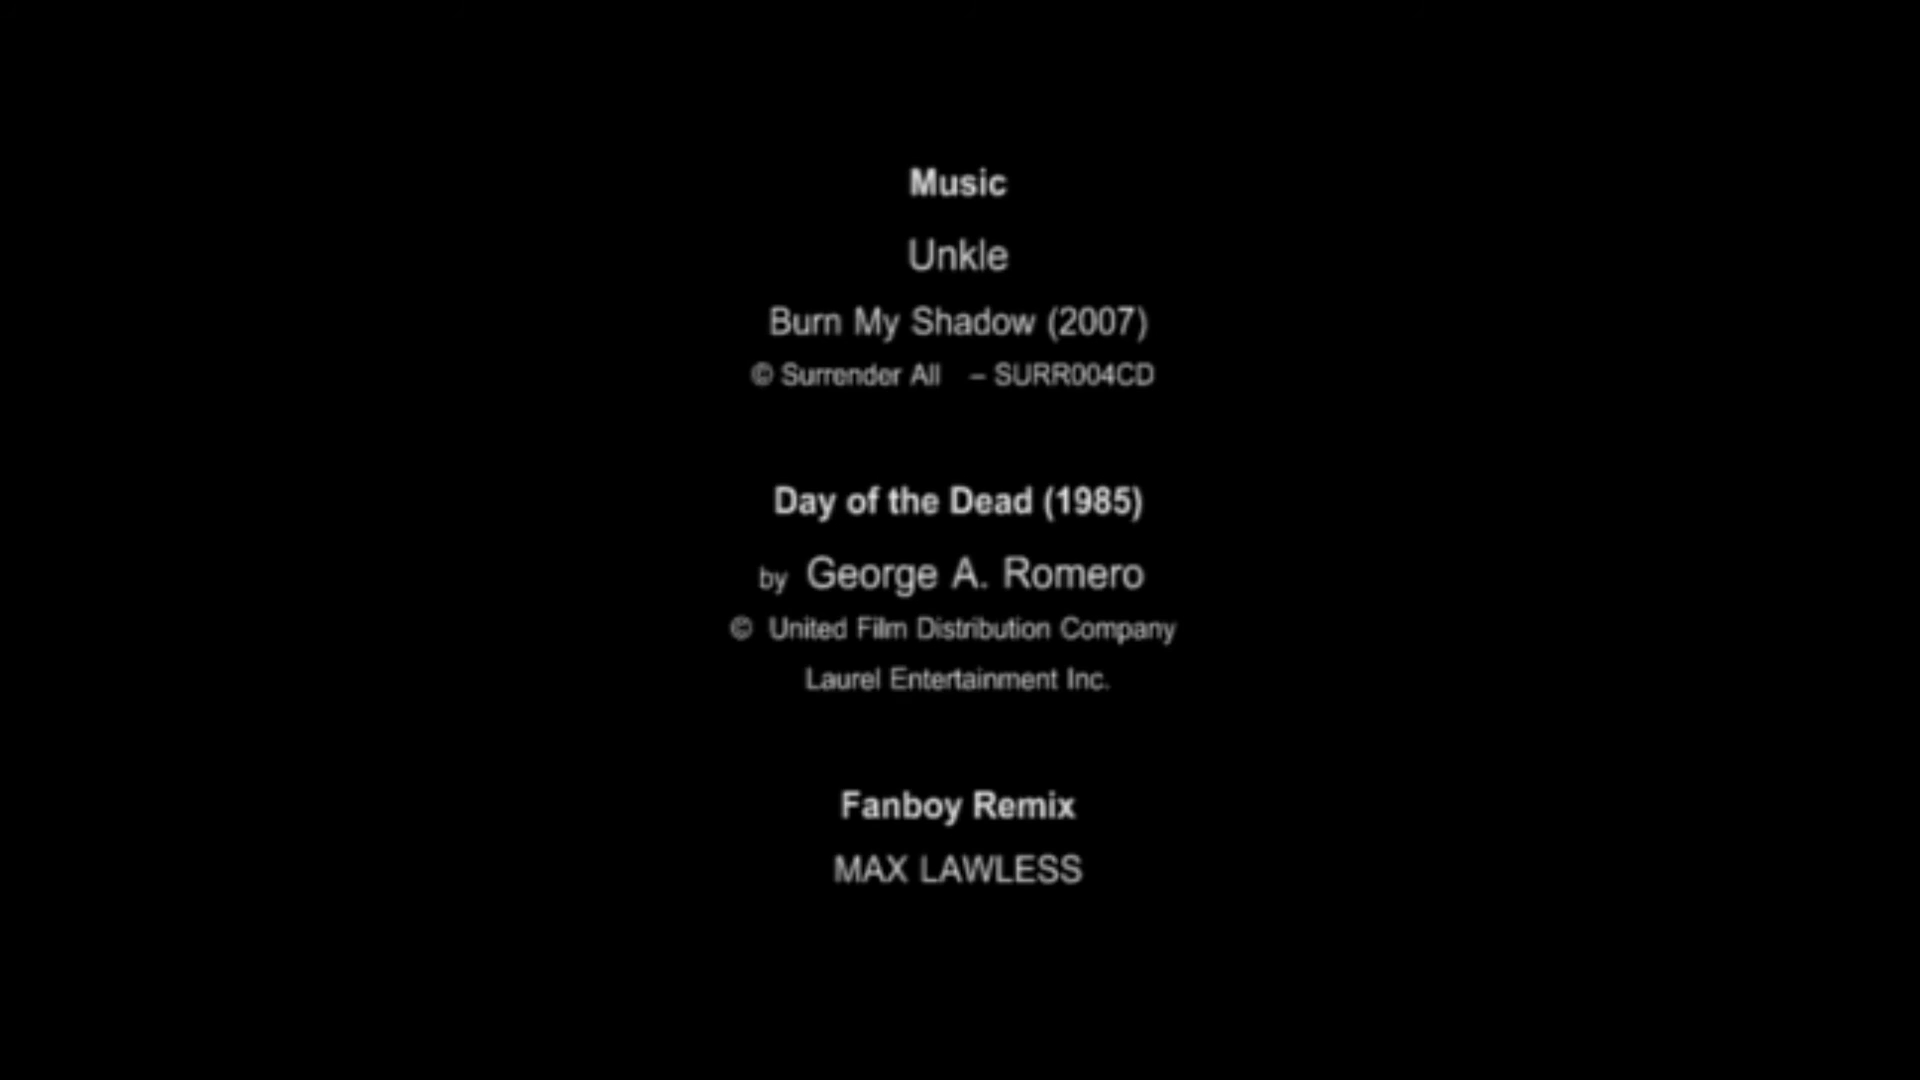 Music
Unkle
Burn My Shadow (2007)
© Surrender All – SURR004CD
Day of the Dead (1985)
by George A. Romero
© United Film Distribution Company
Laurel Entertainment Inc.
Fanboy Remix
MAX LAWLESS